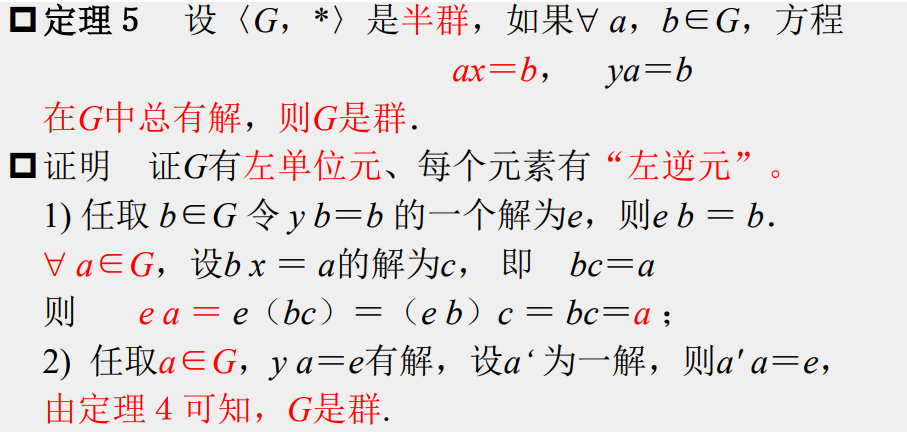 定理 5 设〈G，*〉是半群，如果∀ a，b∈G，方程
ax＝b， ya＝b
在G中总有解，则G是群．
证明 证G有左单位元、每个元素有“左逆元”。
1) 任取 b∈G 令 y b＝b 的一个解为e，则e b = b．
∀ a∈G，设b x = a的解为c， 即 bc＝a
则 e a = e（bc）＝（e b）c = bc＝a；
2) 任取a∈G，y a＝e有解，设a‘ 为一解，则a' a＝e，
由定理 4 可知，G是群.